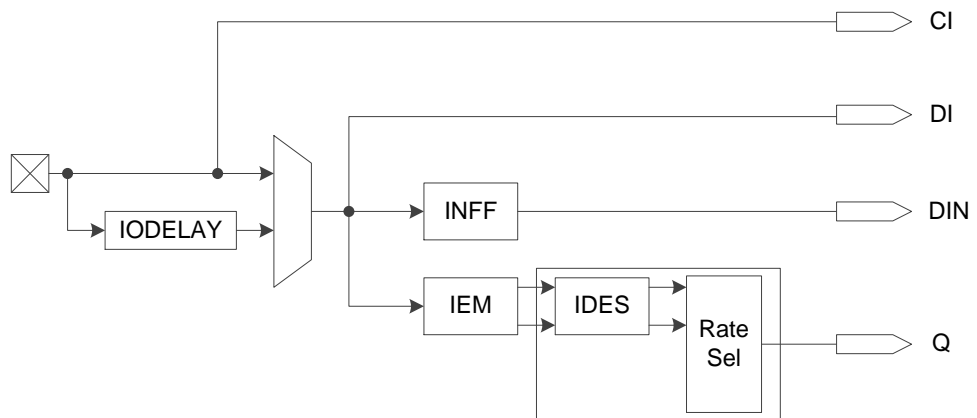 CI
DI
INFF
DIN
IODELAY
IEM
IDES
Rate
Sel
Q